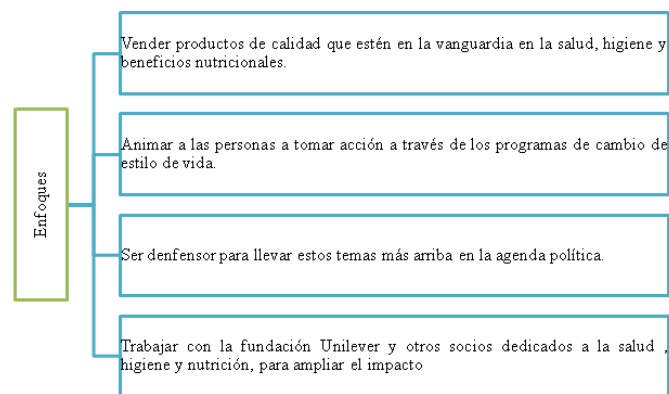 Vender productos de calidad que estén en la vanguardia en la salud, higiene y
beneficios nutricionales.
Animar a las personas a tomar acción a través de los programas de cambio de
estilo de vida.
Enfoques
Ser denfensor para llevar estos temas más arriba en la agenda política.
Trabajar con la fundación Unilever y otros socios dedicados a la salud ,
higiene y nutrición, para ampliar el impacto